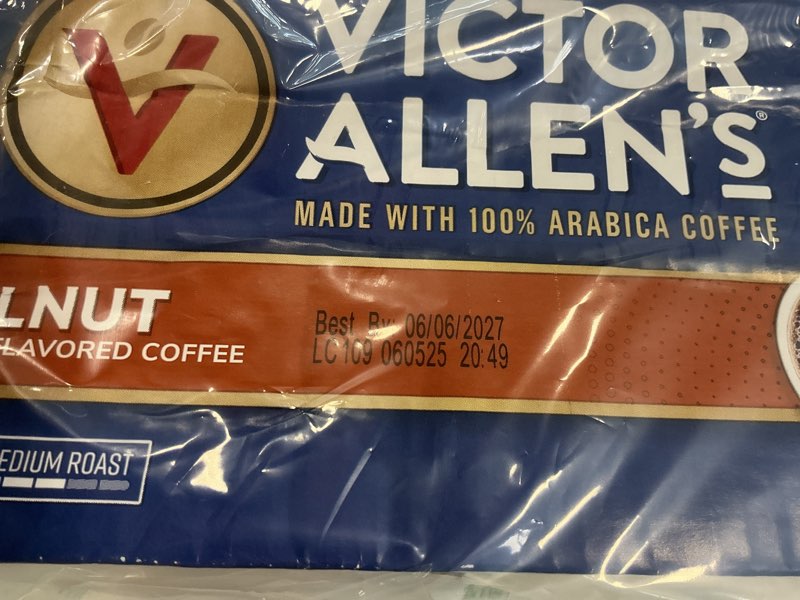 V
VICTOR
ALLEN'S®
MADE WITH 100% ARABICA COFFEE
LNUT
FLAVORED COFFEE
Best By: 06/06/2027
LC109 060525 20:49
EDIUM ROAST